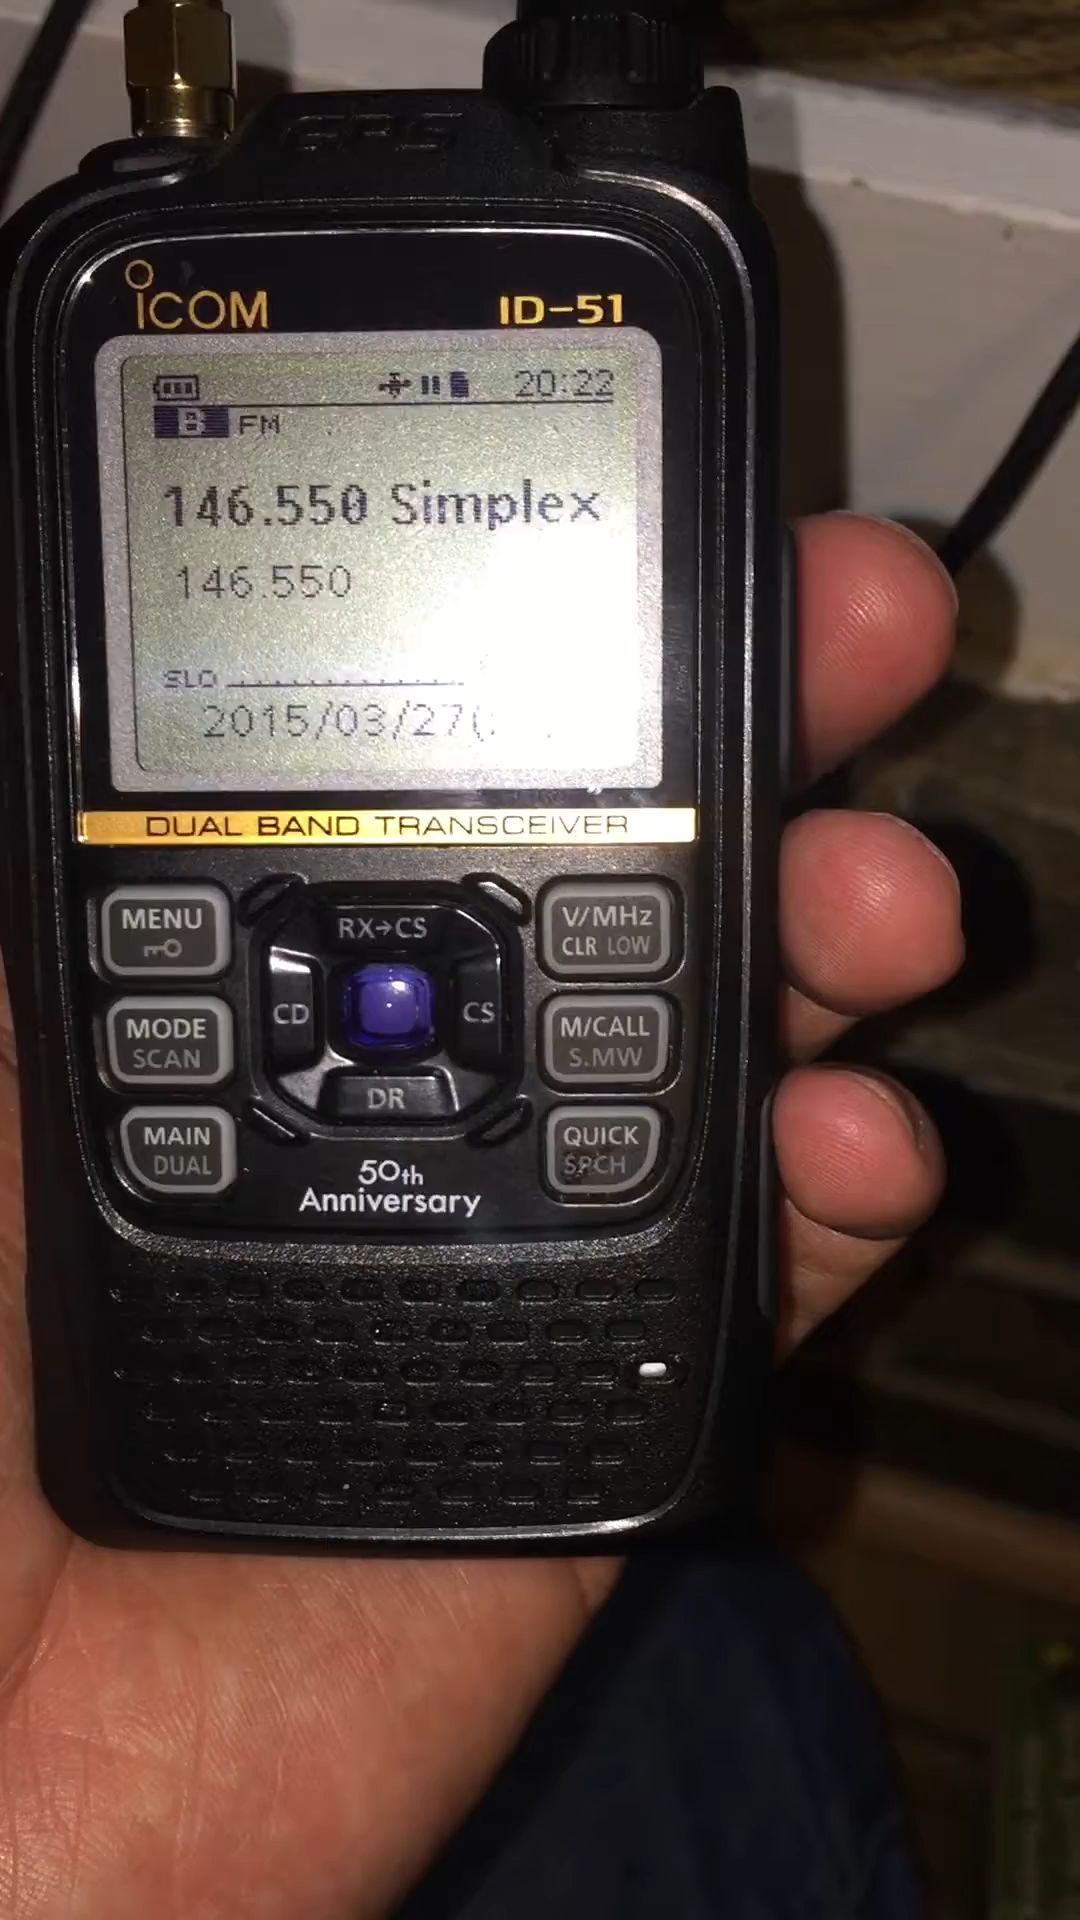 GPS
ICOM ID-51
20:22
B FM
146.550 Simplex
146.550
SLO
2015/03/27(
DUAL BAND TRANSCEIVER
MENU
RX→CS
V/MHz
CLR LOW
CD
CS
MODE
SCAN
M/CALL
S.MW
DR
MAIN
DUAL
QUICK
SPCH
50th
Anniversary